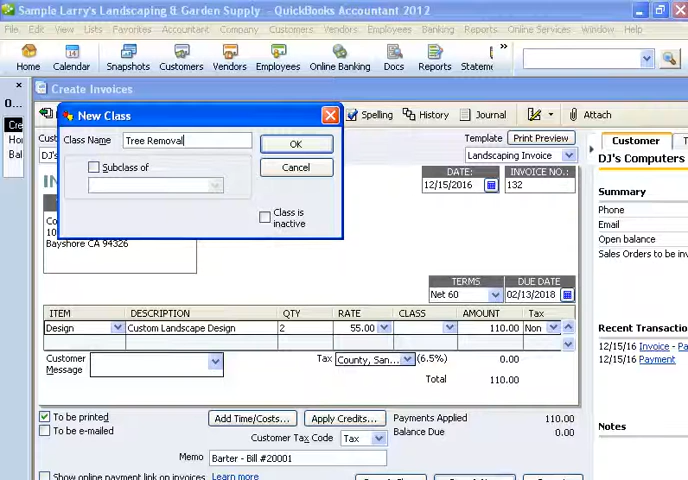 Sample Larry's Landscaping & Garden Supply - QuickBooks Accountant 2012
File Edit View Lists Favorites Accountant Company Customers Vendors Employees Banking Reports Online Services Window Help
Home Calendar Snapshots Customers Vendors Employees Online Banking Docs Reports Stateme
O...
Cre
Hor
Bal
Create Invoices
Spelling History Journal Attach
New Class
Class Name Tree Removal
OK
Subclass of
Cancel
Class is
inactive
Template Print Preview
Landscaping Invoice
DATE: INVOICE NO.:
12/15/2016 132
Bayshore CA 94326
TERMS DUE DATE
Net 60 02/13/2018
ITEM DESCRIPTION QTY RATE CLASS AMOUNT Tax
Design Custom Landscape Design 2 55.00 110.00 Non
Customer
Message
Tax County, San... (6.5%) 0.00
Total 110.00
To be printed
To be e-mailed
Add Time/Costs... Apply Credits...
Payments Applied 110.00
Customer Tax Code Tax
Balance Due 0.00
Memo Barter - Bill #20001
Show online payment link on invoices Learn more
Customer T
DJ's Computers
Summary
Phone
Email
Open balance
Sales Orders to be inv
Recent Transactio
12/15/16 Invoice - Pa
12/15/16 Payment
Notes